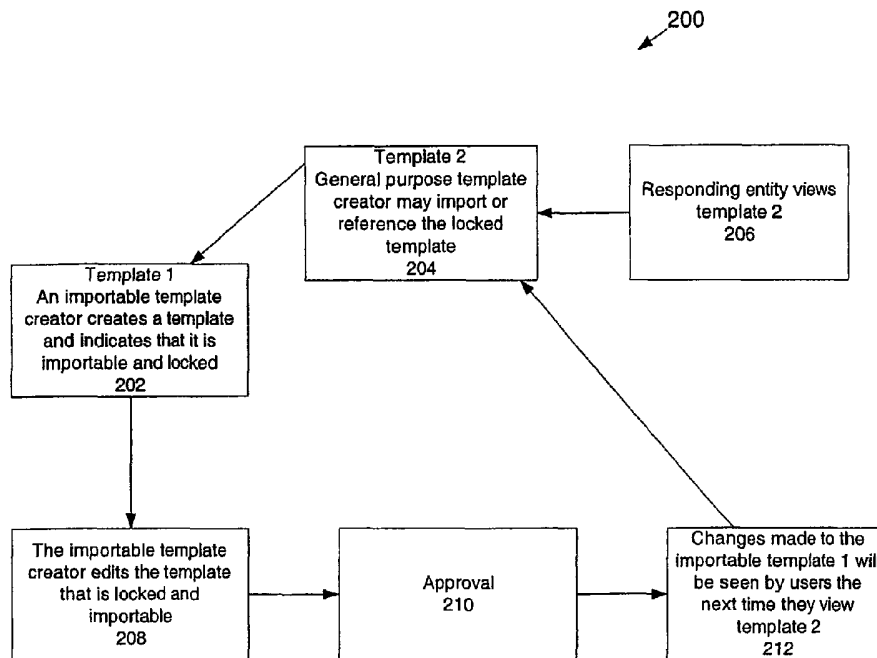 200
Template 2
General purpose template
creator may import or
reference the locked
template
204
Responding entity views
template 2
206
Template 1
An importable template
creator creates a template
and indicates that it is
importable and locked
202
The importable template
creator edits the template
that is locked and
importable
208
Approval
210
Changes made to the
importable template 1 will
be seen by users the
next time they view
template 2
212